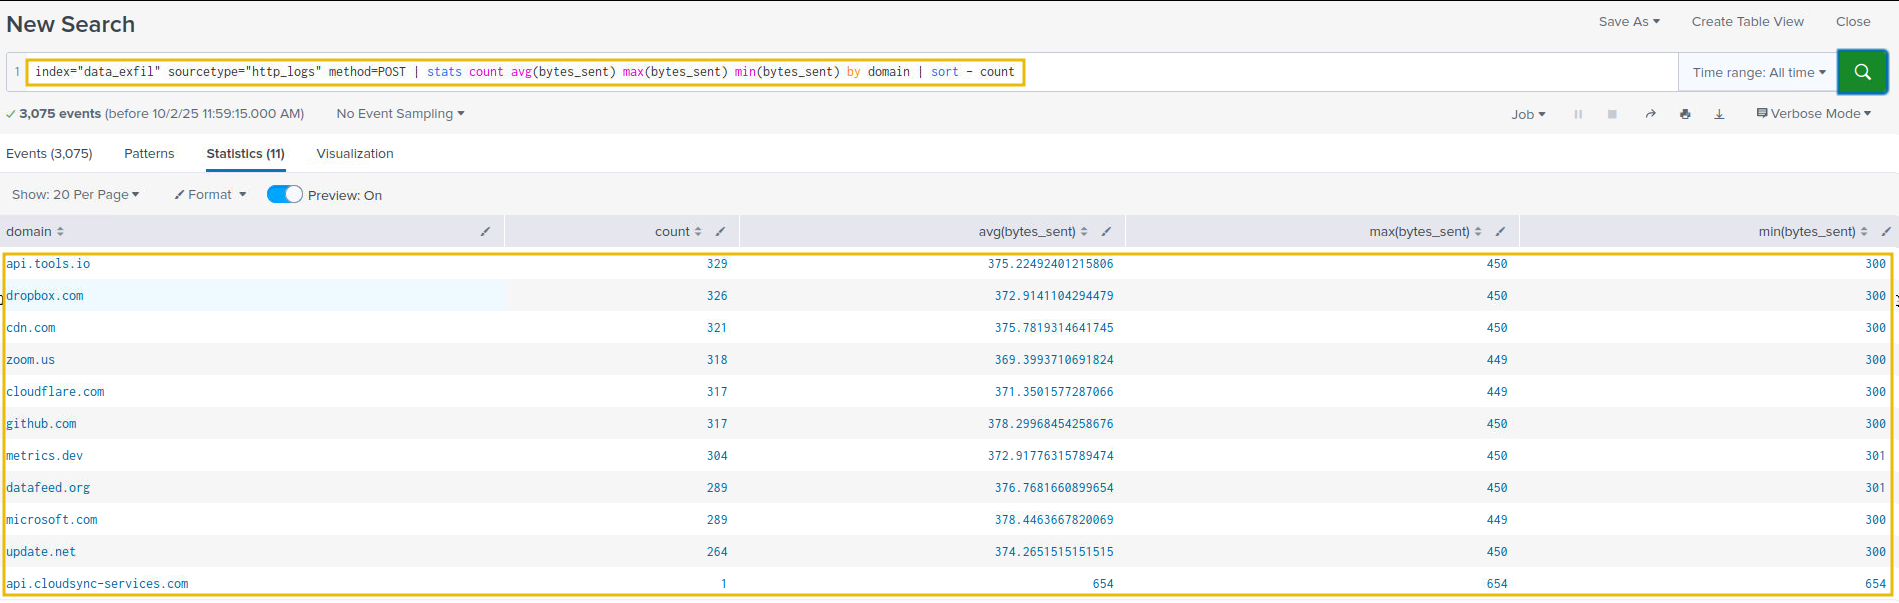 New Search
Save As Create Table View Close
1 index="data_exfil" sourcetype="http_logs" method=POST | stats count avg(bytes_sent) max(bytes_sent) min(bytes_sent) by domain | sort - count
Time range: All time
3,075 events (before 10/2/25 11:59:15.000 AM) No Event Sampling
Job Verbose Mode
Events (3,075) Patterns Statistics (11) Visualization
Show: 20 Per Page Format Preview: On
domain count avg(bytes_sent) max(bytes_sent) min(bytes_sent)
api.tools.io 329 375.22492401215806 450 300
dropbox.com 326 372.9141104294479 450 300
cdn.com 321 375.7819314641745 450 300
zoom.us 318 369.3993710691824 449 300
cloudflare.com 317 371.3501577287066 449 300
github.com 317 378.29968454258676 450 300
metrics.dev 304 372.91776315789474 450 301
datafeed.org 289 376.7681660899654 450 301
microsoft.com 289 378.4463667820069 449 300
update.net 264 374.2651515151515 450 300
api.cloudsync-services.com 1 654 654 654